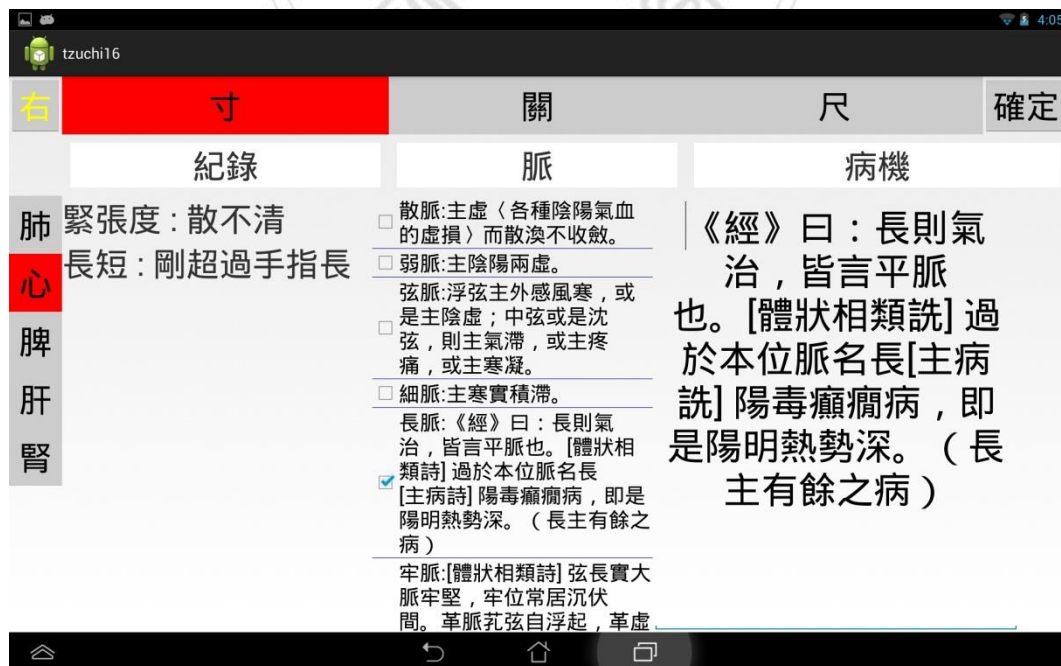 4:05
tzuchi16
右
寸
關
尺
確定
紀錄
脈
病機
肺
心
脾
肝
腎
緊張度 : 散不清
長短 : 剛超過手指長
散脈:主虛〈各種陰陽氣血
的虛損〉而散渙不收斂。
弱脈:主陰陽兩虛。
弦脈:浮弦主外感風寒，或
是主陰虛；中弦或是沈
弦，則主氣滯，或主疼
痛，或主寒凝。
細脈:主寒實積滯。
長脈:《經》曰：長則氣
治，皆言平脈也。[體狀相
類詩] 過於本位脈名長
[主病詩] 陽毒癲癇病，即是
陽明熱勢深。（長主有餘之
病）
牢脈:[體狀相類詩] 弦長實大
脈牢堅，牢位常居沉伏
間。革脈芤弦自浮起，革虛
《經》曰：長則氣
治，皆言平脈
也。[體狀相類詵] 過
於本位脈名長[主病
詵] 陽毒癲癇病，即
是陽明熱勢深。（長
主有餘之病）